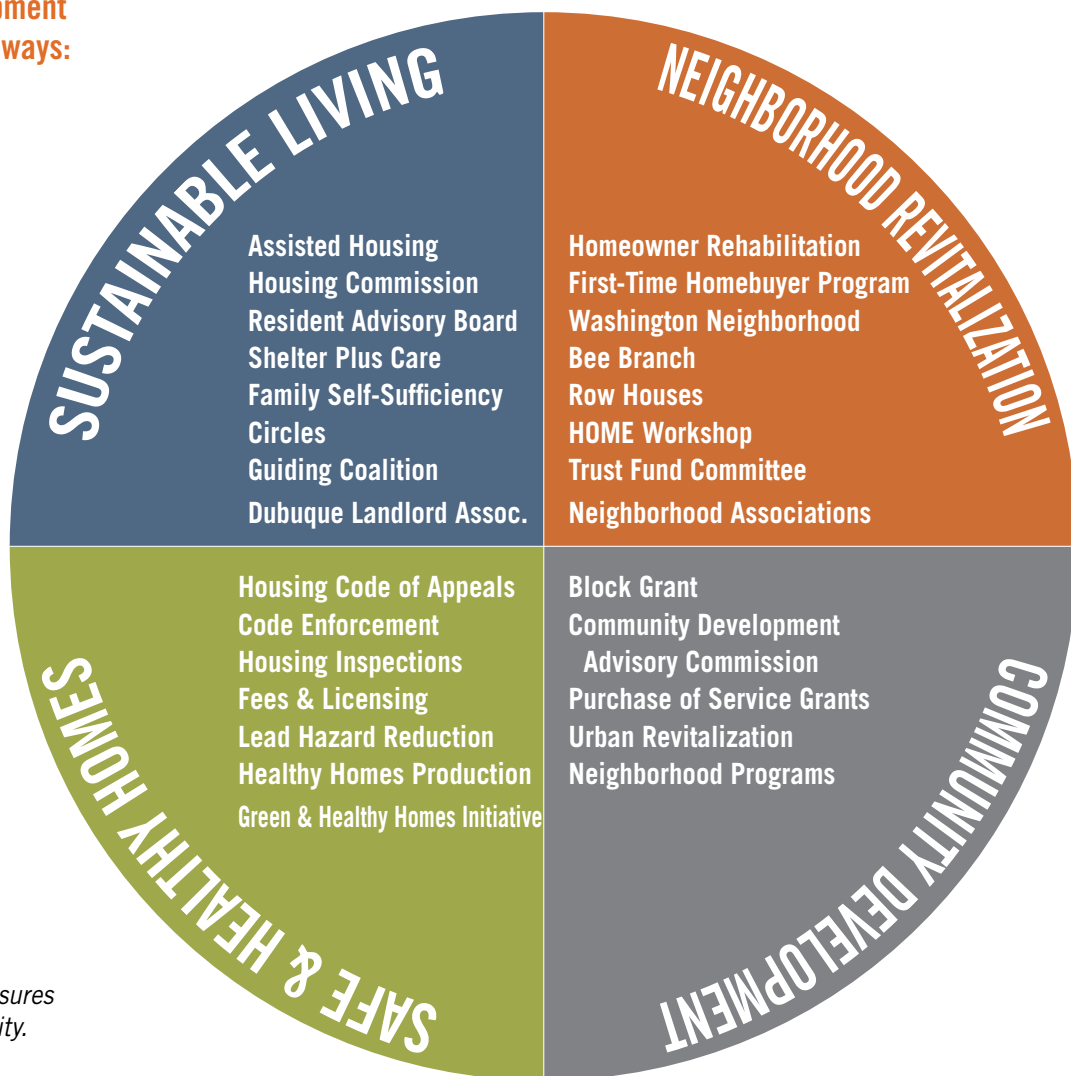 ways:
SUSTAINABLE LIVING
Assisted Housing
Housing Commission
Resident Advisory Board
Shelter Plus Care
Family Self-Sufficiency
Circles
Guiding Coalition
Dubuque Landlord Assoc.
NEIGHBORHOOD REVITALIZATION
Homeowner Rehabilitation
First-Time Homebuyer Program
Washington Neighborhood
Bee Branch
Row Houses
HOME Workshop
Trust Fund Committee
Neighborhood Associations
SAFE & HEALTHY HOMES
Housing Code of Appeals
Code Enforcement
Housing Inspections
Fees & Licensing
Lead Hazard Reduction
Healthy Homes Production
Green & Healthy Homes Initiative
COMMUNITY DEVELOPMENT
Block Grant
Community Development
Advisory Commission
Purchase of Service Grants
Urban Revitalization
Neighborhood Programs